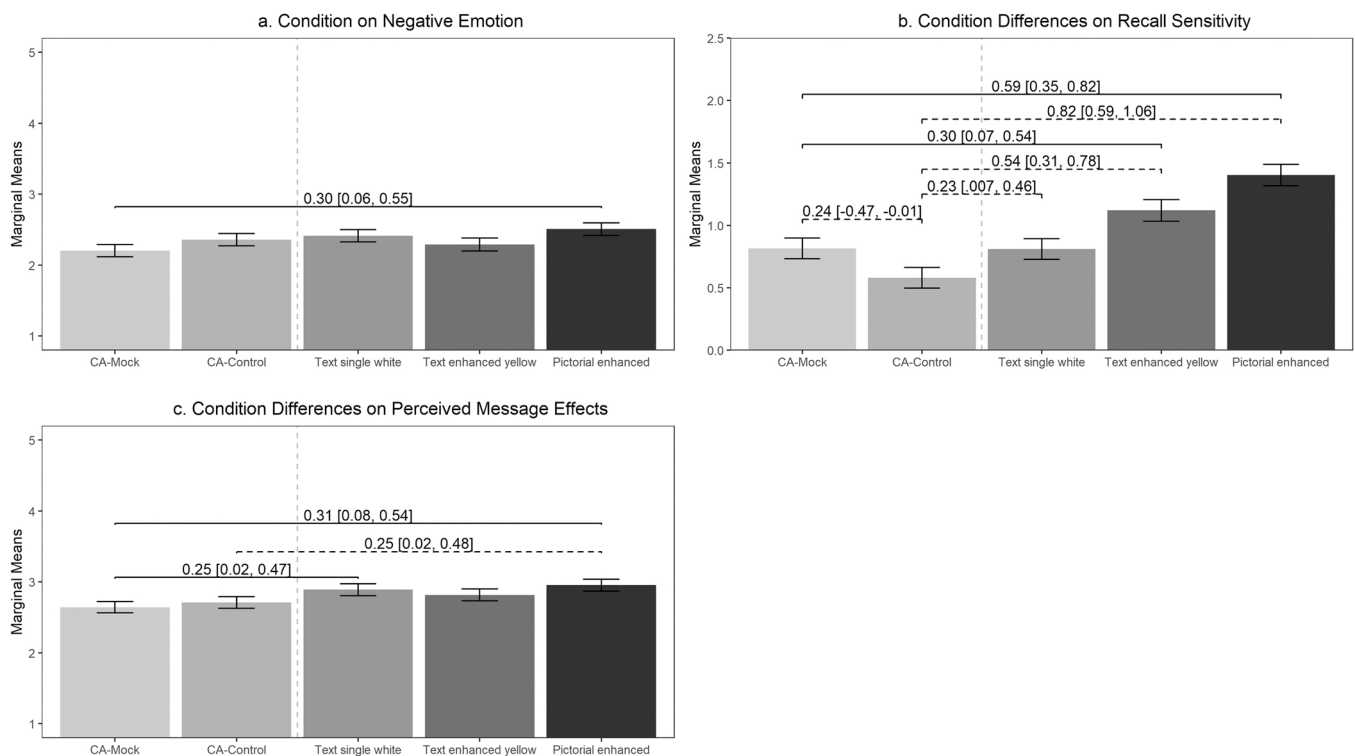 a. Condition on Negative Emotion
Marginal Means
5
4
3
2
1
0.30 [0.06, 0.55]
CA-Mock CA-Control Text single white Text enhanced yellow Pictorial enhanced
b. Condition Differences on Recall Sensitivity
Marginal Means
2.5
2.0
1.5
1.0
0.5
0.0
0.59 [0.35, 0.82]
0.82 [0.59, 1.06]
0.30 [0.07, 0.54]
0.54 [0.31, 0.78]
0.23 [.007, 0.46]
0.24 [-0.47, -0.01]
CA-Mock CA-Control Text single white Text enhanced yellow Pictorial enhanced
c. Condition Differences on Perceived Message Effects
Marginal Means
5
4
3
2
1
0.31 [0.08, 0.54]
0.25 [0.02, 0.48]
0.25 [0.02, 0.47]
CA-Mock CA-Control Text single white Text enhanced yellow Pictorial enhanced